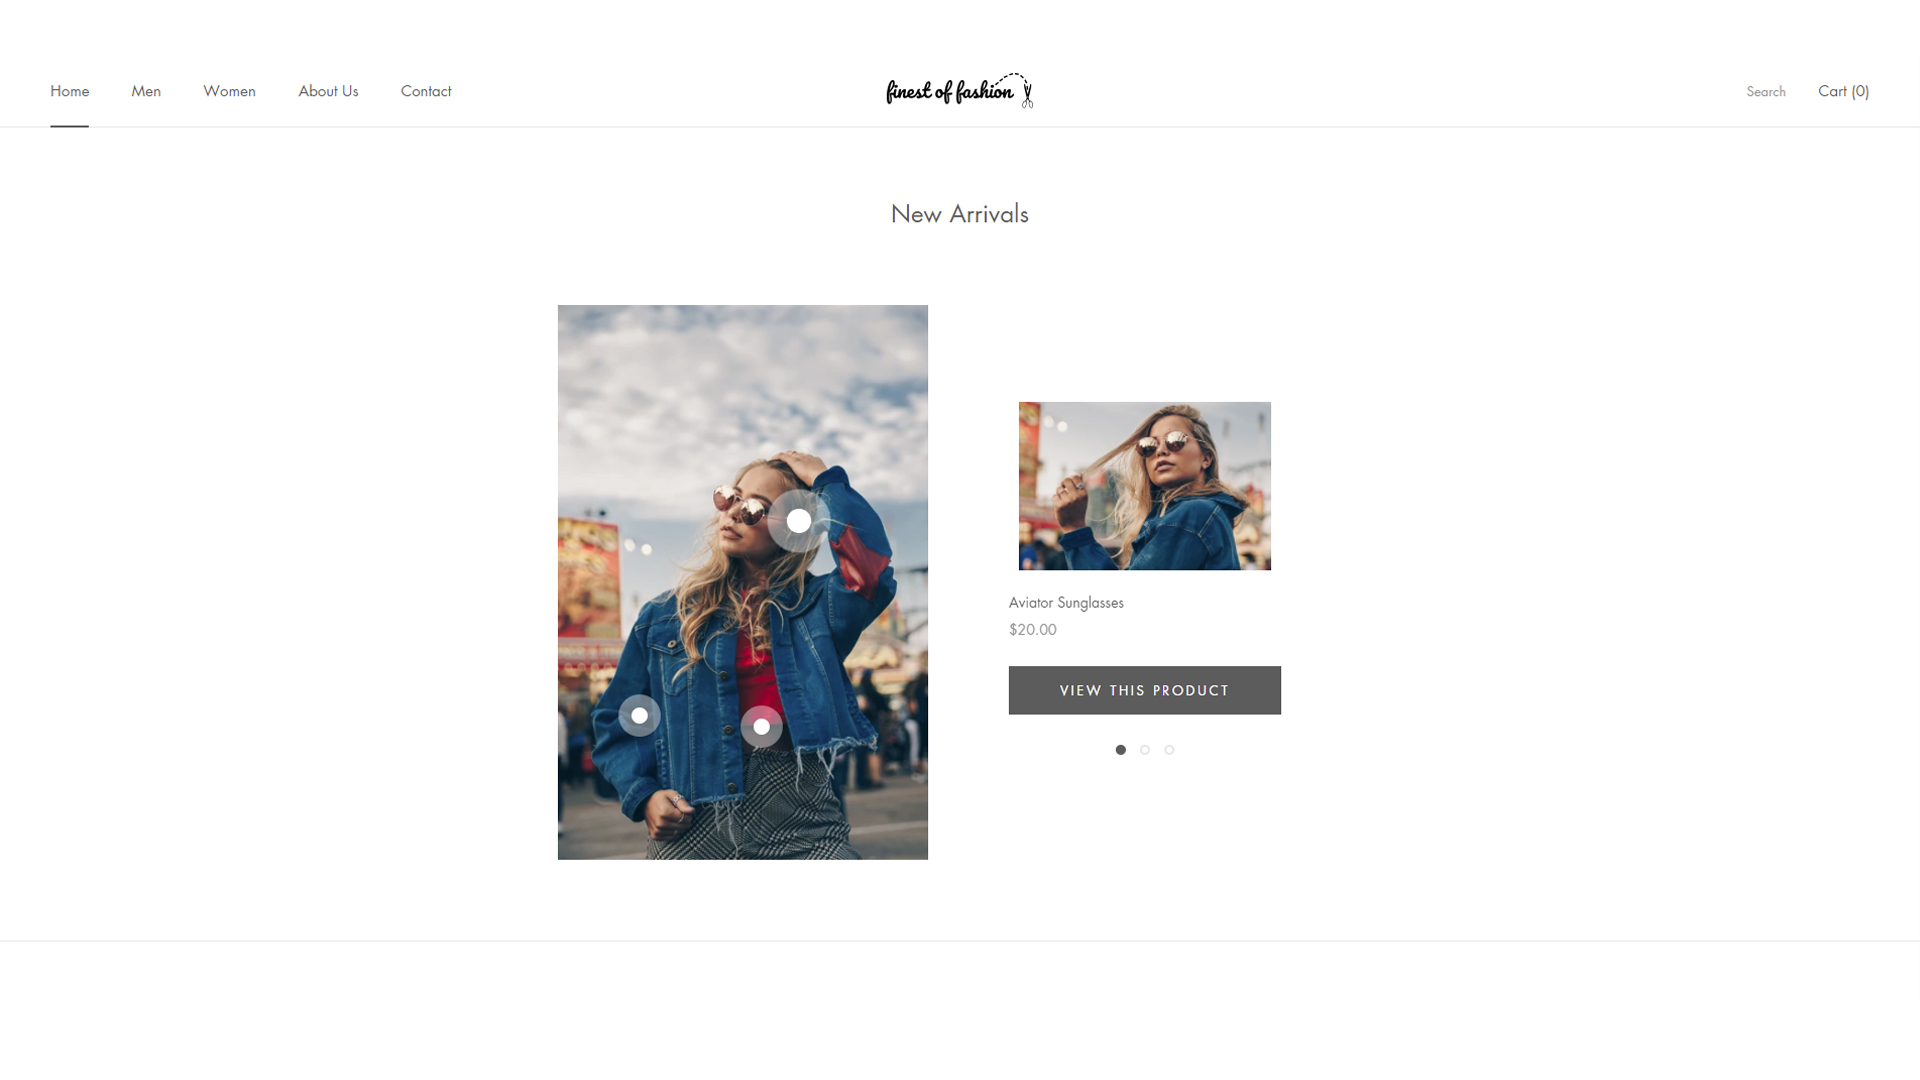 Home
Men
Women
About Us
Contact
finest of fashion
Search
Cart (0)
New Arrivals
Aviator Sunglasses
$20.00
VIEW THIS PRODUCT